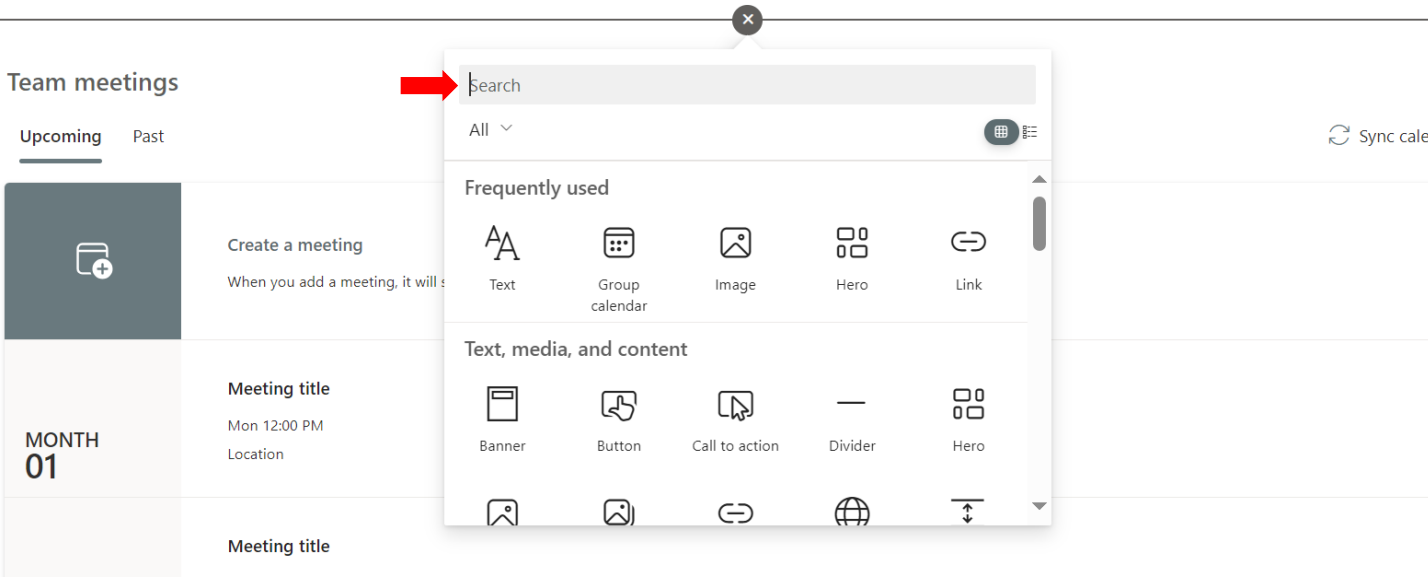 Search
All
Team meetings
Upcoming Past
Sync cale
Frequently used
Text
Group
calendar
Image
Hero
Link
Create a meeting
When you add a meeting, it will s
Text, media, and content
Banner
Button
Call to action
Divider
Hero
Meeting title
Mon 12:00 PM
Location
MONTH
01
Meeting title